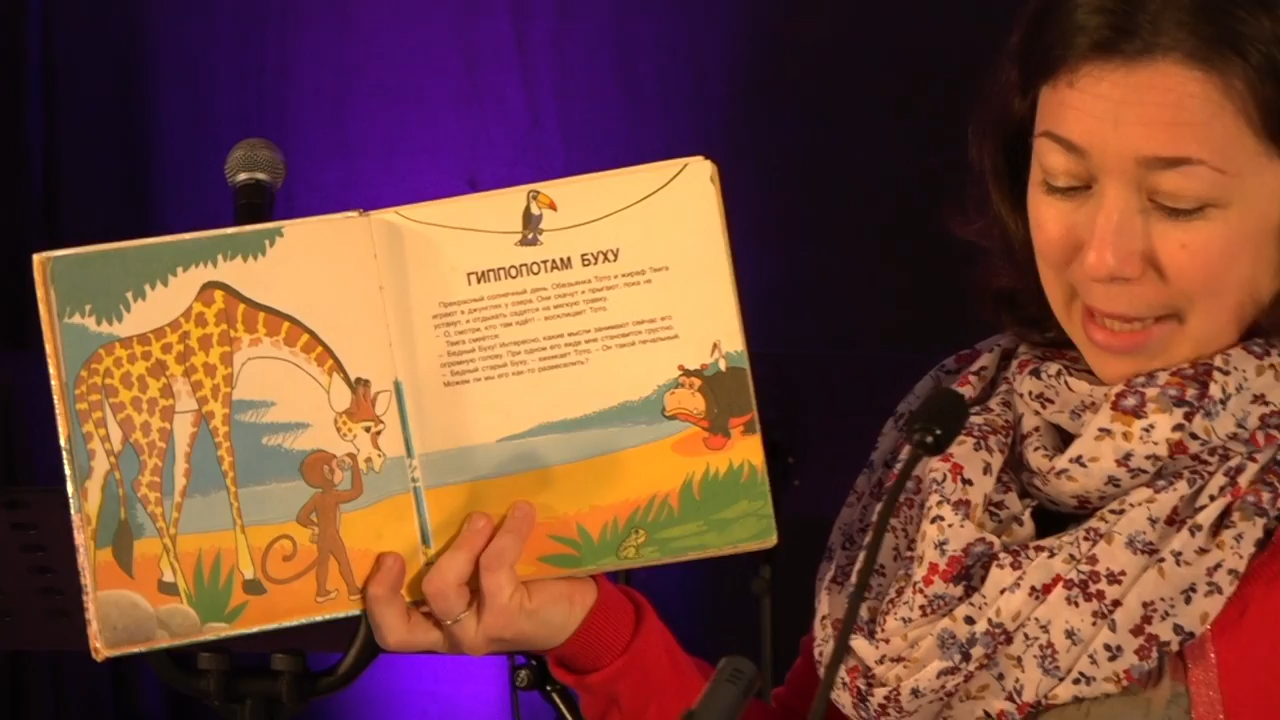 ГИППОПОТАМ БУХУ
Прекрасный солнечный день. Обезьянка Тото и жираф Твига
играют в джунглях у озера. Они скачут и прыгают, пока не
устанут, и отдыхать садятся на мягкую травку.
– О, смотри, кто там идёт! – восклицает Тото.
Твига смеётся:
– Бедный Буху! Интересно, какие мысли занимают сейчас его
огромную голову. При одном его виде мне становится грустно.
– Бедный старый Буху, – хихикает Тото. – Он такой печальный.
Можем ли мы его как-то развеселить?